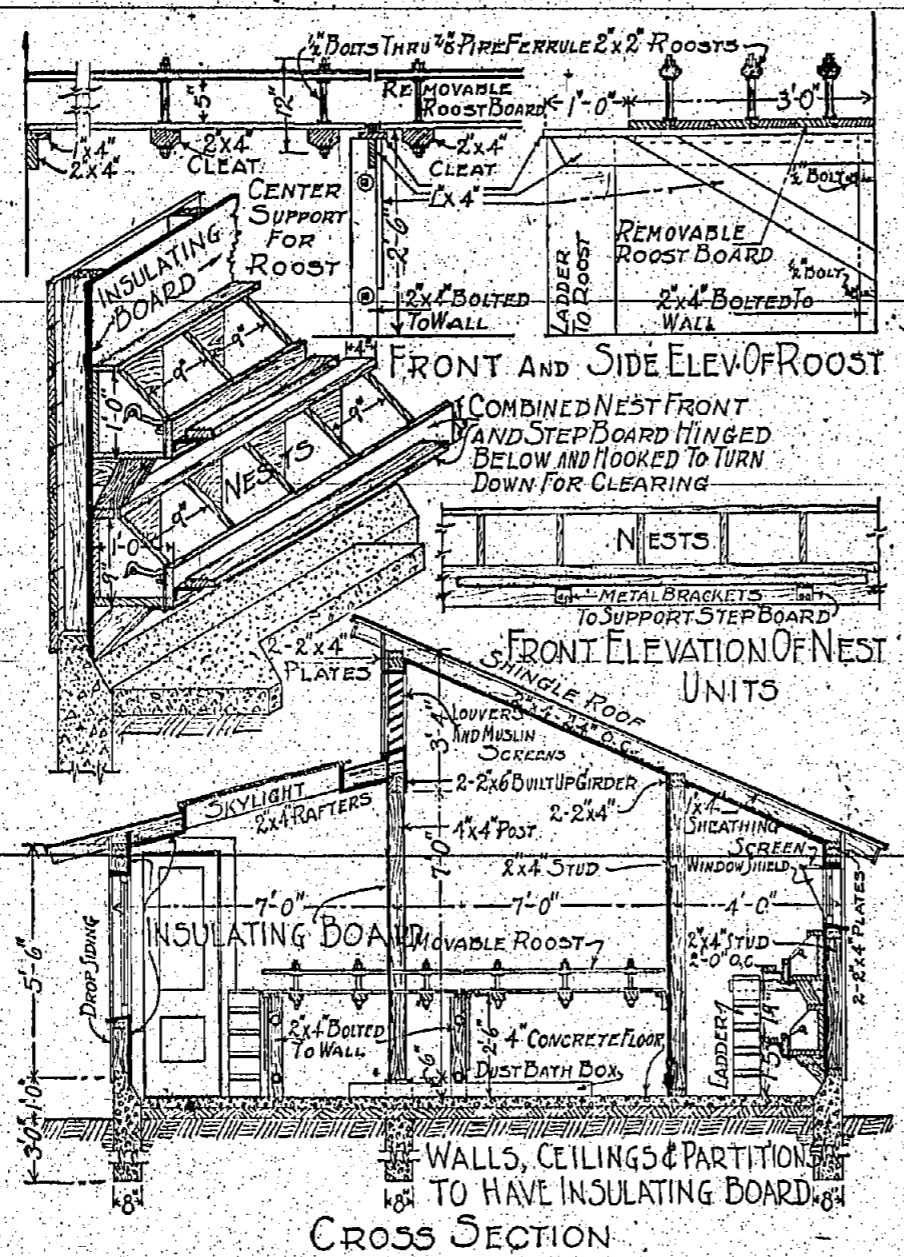 ½" BOLTS THRU ⅞" PIPE FERRULE 2"X2" ROOSTS
REMOVABLE
ROOST BOARD
5"
12"
1'-0"
3'-0"
1"X4"
2"X4"
2"X4"
CLEAT
2"X4"
CLEAT
1"X4"
½" BOLT
CENTER
SUPPORT
FOR
ROOST
2'-6"
2"X4" BOLTED
TO WALL
LADDER
TO ROOST
REMOVABLE
ROOST BOARD
½" BOLT
2"X4" BOLTED TO
WALL
4"
FRONT AND SIDE ELEV. OF ROOST
INSULATING
BOARD
9"
9"
1'-0"
9"
NESTS
9"
1'-0"
9"
COMBINED NEST FRONT
AND STEP BOARD HINGED
BELOW AND HOOKED TO TURN
DOWN FOR CLEARING
NESTS
METAL BRACKETS
TO SUPPORT STEP BOARD
FRONT ELEVATION OF NEST
UNITS
2-2"X4"
PLATES
SHINGLE ROOF
2"X4"-24" O.C.
LOUVERS
AND MUSLIN
SCREENS
3'-4"
2-2X6 BUILT UP GIRDER
2-2"X4"
SKYLIGHT
2"X4 RAFTERS
4"X4" POST
7'-0"
2X4 STUD
1X4"
SHEATHING
SCREEN
WINDOW SHIELD
7'-0"
7'-0"
4'-0"
INSULATING BOARD
MOVABLE ROOST
2"X4" STUD
2'-0" O.C.
2-2"X4" PLATES
DROP SIDING
5'-6"
2"X4" BOLTED
TO WALL
6"
2'-6"
4" CONCRETE FLOOR
DUST BATH BOX
LADDER
19"
1'-5"
1'-0"
3'-0"
WALLS, CEILINGS & PARTITIONS
TO HAVE INSULATING BOARD
8"
8"
8"
CROSS SECTION